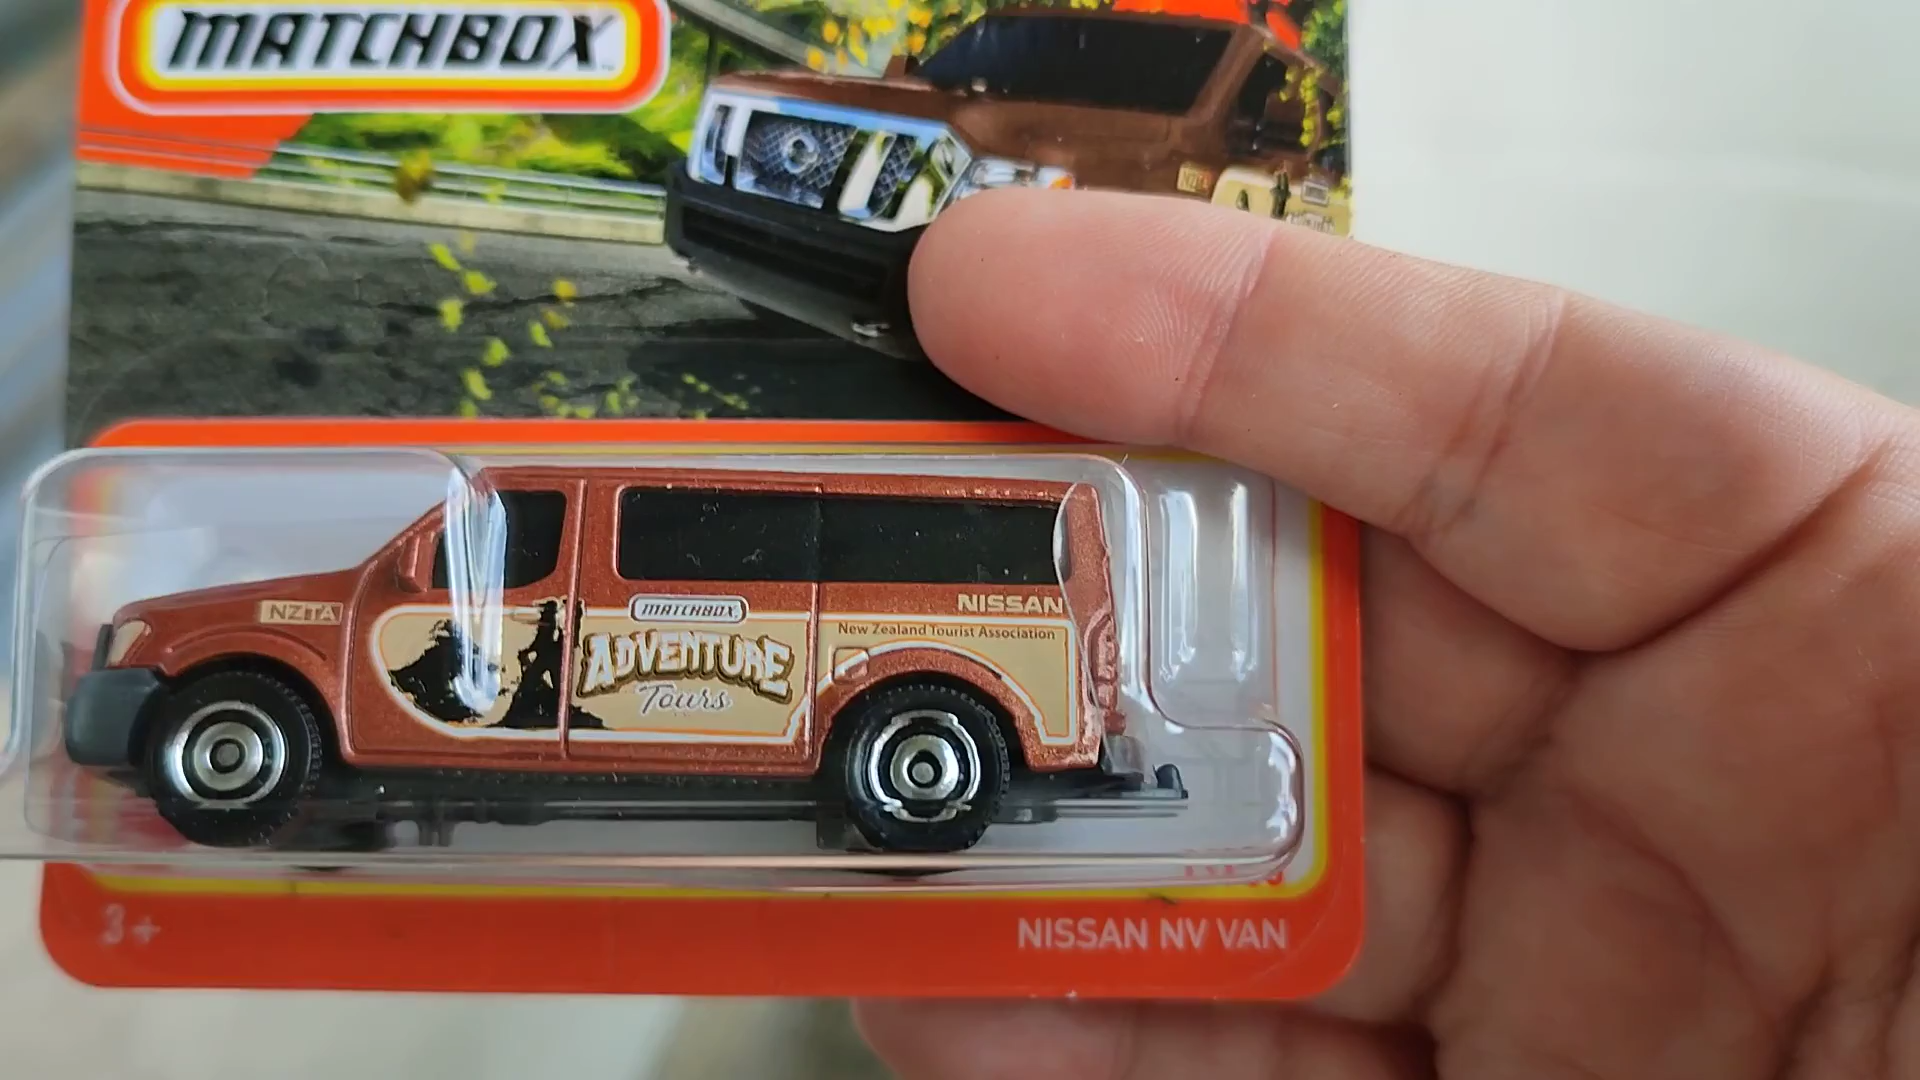 MATCHBOX
NZTA
MATCHBOX
NISSAN
New Zealand Tourist Association
ADVENTURE
Tours
3+
NISSAN NV VAN